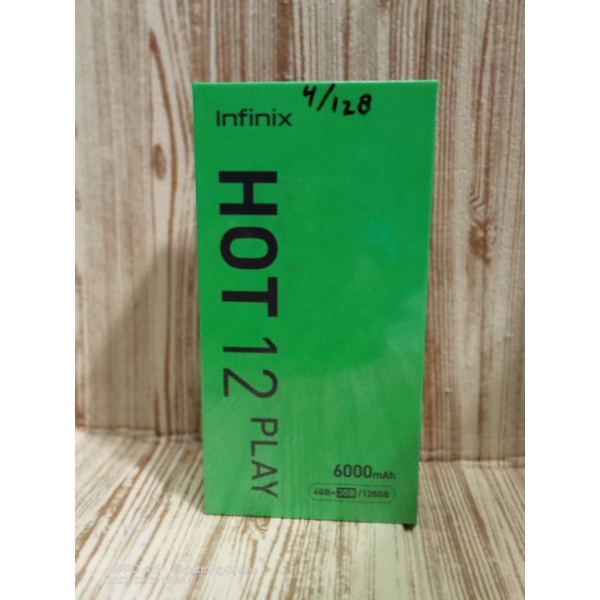 4/128
Infinix
HOT 12 PLAY
6000mAh
4GB+3GB/128GB